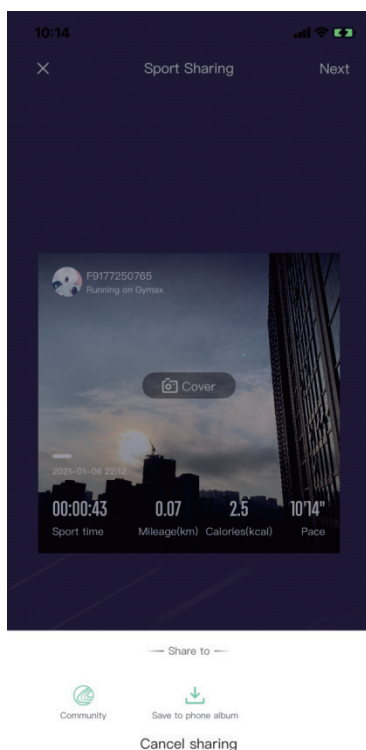 10:14
Sport Sharing
Next
F9177250765
Running on Gymax
Cover
2021-01-06 22:12
00:00:43 0.07 2.5 10'14"
Sport time Mileage(km) Calories(kcal) Pace
Share to
Community Save to phone album
Cancel sharing